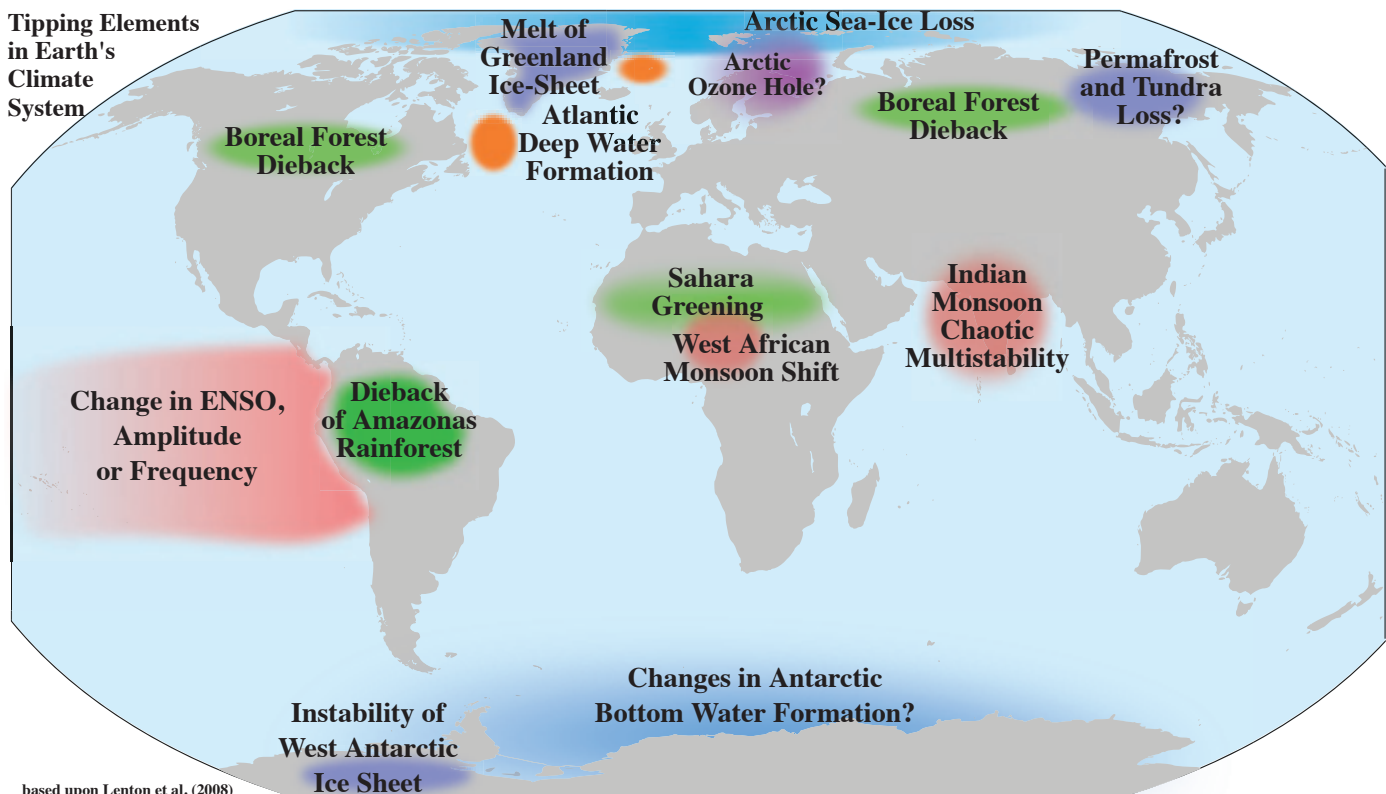 Tipping Elements
in Earth's
Climate
System
Arctic Sea-Ice Loss
Melt of
Greenland
Ice-Sheet
Arctic
Ozone Hole?
Permafrost
and Tundra
Loss?
Boreal Forest
Dieback
Atlantic
Deep Water
Formation
Boreal Forest
Dieback
Sahara
Greening
West African
Monsoon Shift
Indian
Monsoon
Chaotic
Multistability
Change in ENSO,
Amplitude
or Frequency
Dieback
of Amazonas
Rainforest
Changes in Antarctic
Bottom Water Formation?
Instability of
West Antarctic
Ice Sheet
based upon Lenton et al. (2008)